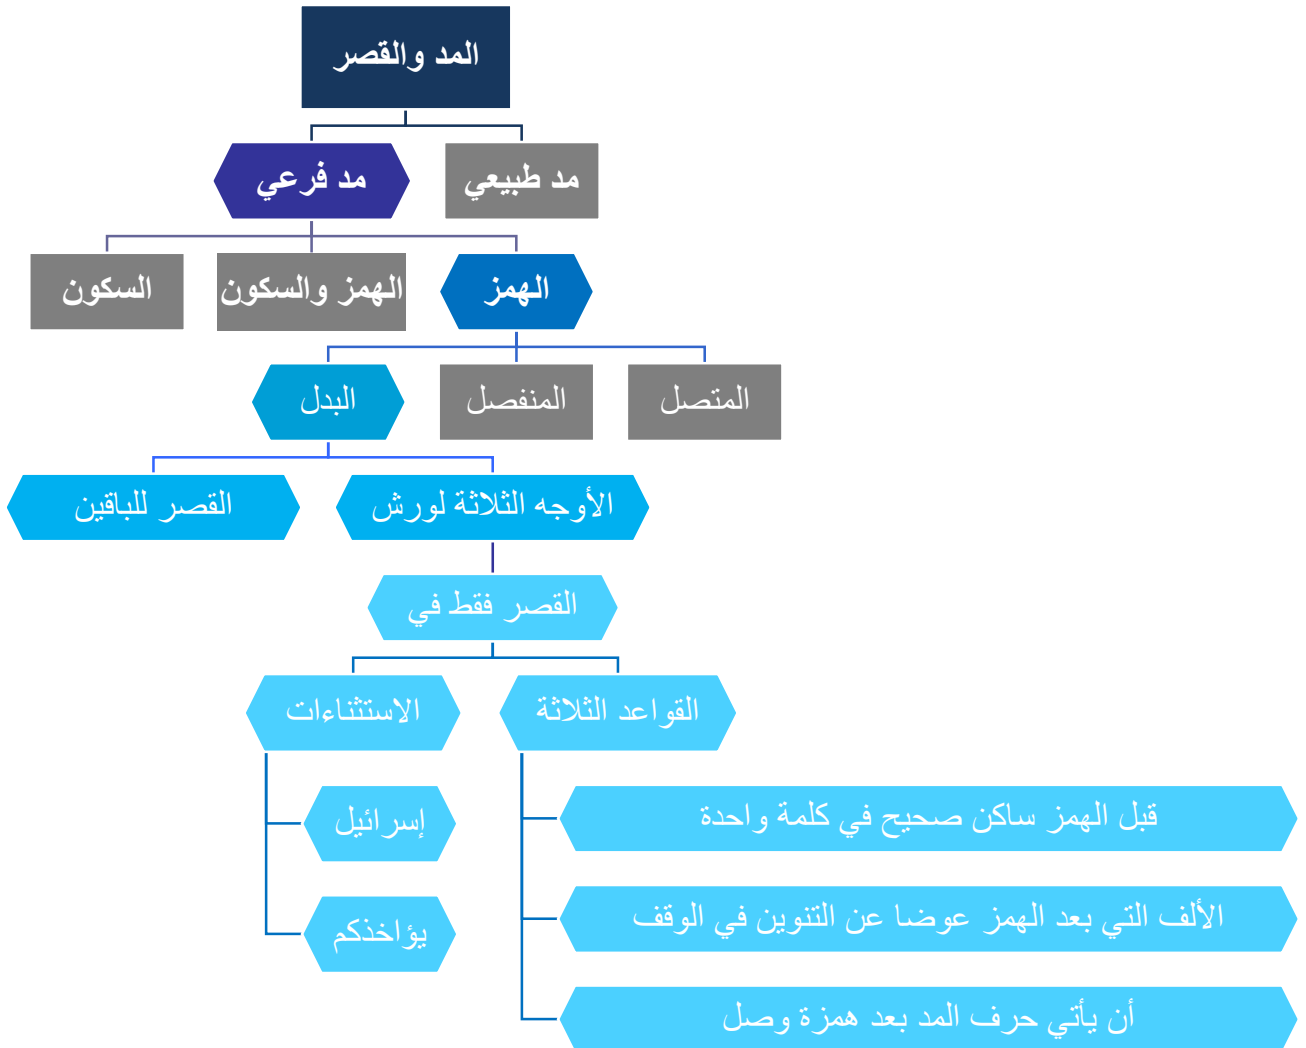 المد والقصر
مد طبيعي
مد فرعي
الهمز
الهمز والسكون
السكون
المتصل
المنفصل
البدل
الأوجه الثلاثة لورش
القصر للباقين
القصر فقط في
القواعد الثلاثة
الاستثناءات
قبل الهمز ساكن صحيح في كلمة واحدة
إسرائيل
الألف التي بعد الهمز عوضا عن التنوين في الوقف
يؤاخذكم
أن يأتي حرف المد بعد همزة وصل